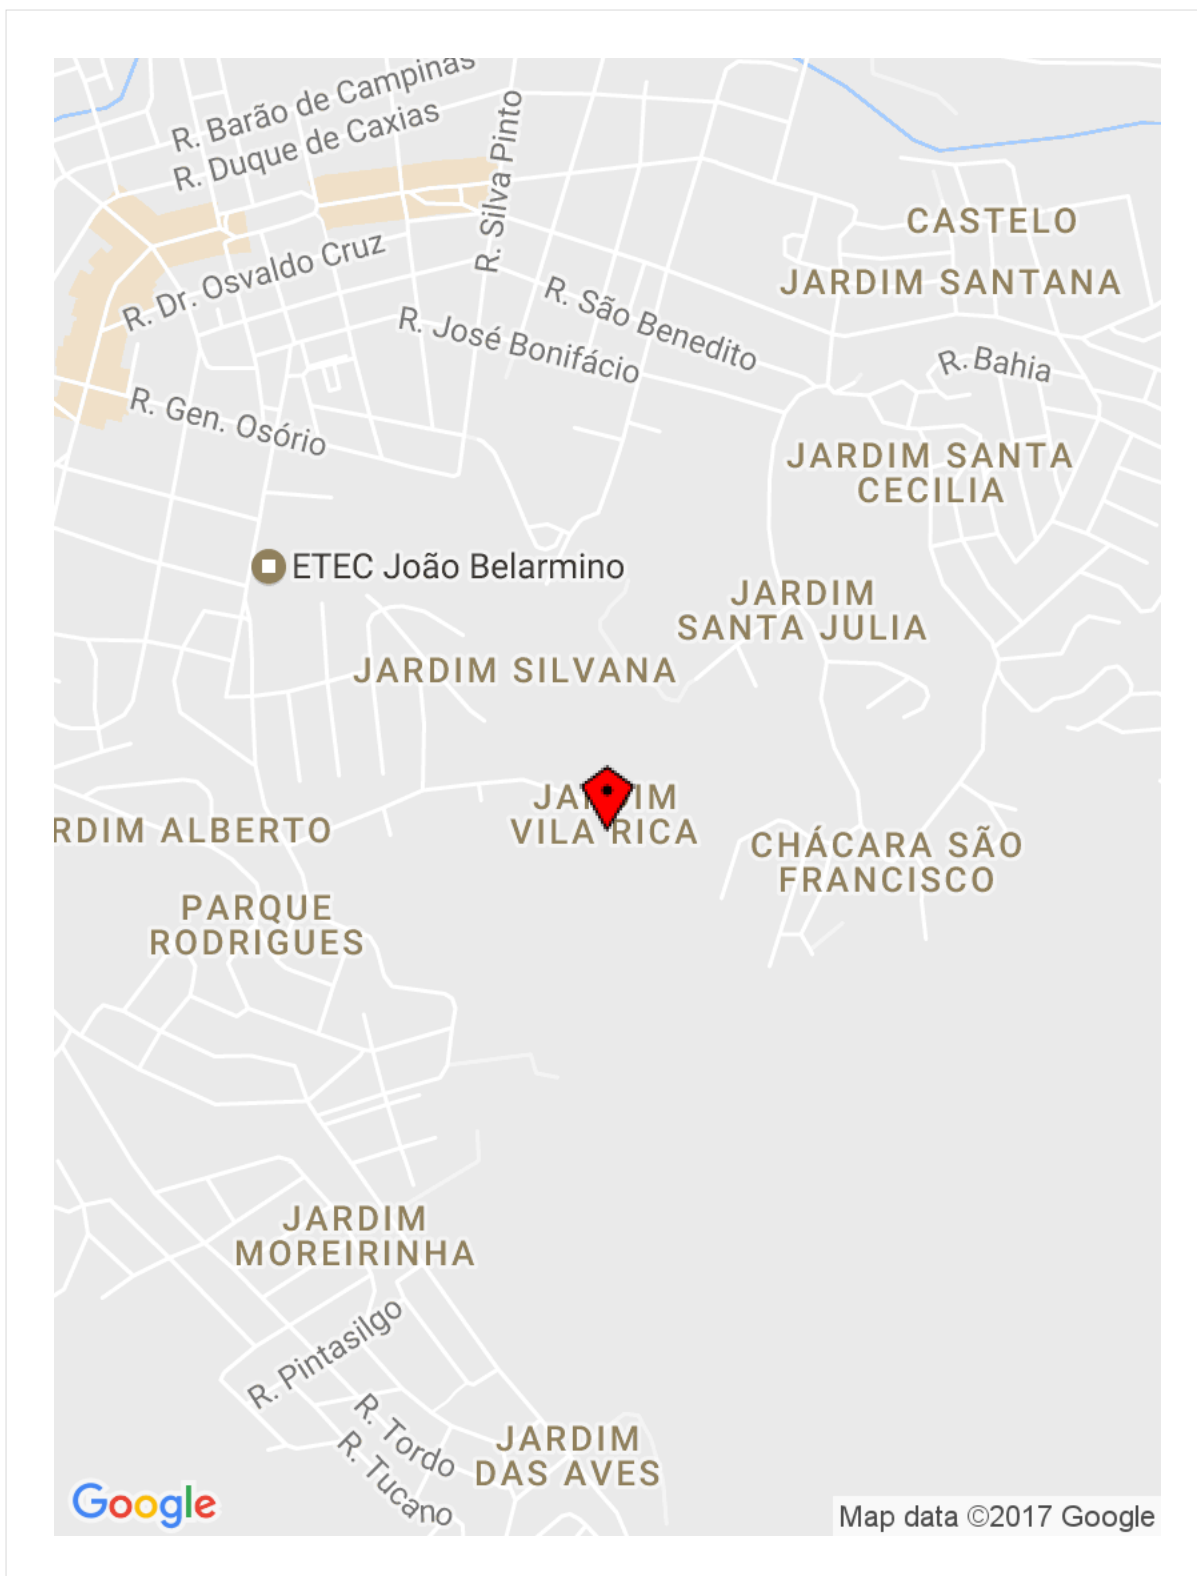 R. Barão de Campinas
R. Duque de Caxias
R. Silva Pinto
CASTELO
R. Dr. Osvaldo Cruz
JARDIM SANTANA
R. São Benedito
R. José Bonifácio
R. Bahia
R. Gen. Osório
JARDIM SANTA
CECILIA
ETEC João Belarmino
JARDIM
SANTA JULIA
JARDIM SILVANA
VILA RICA
RDIM ALBERTO
CHÁCARA SÃO
FRANCISCO
PARQUE
RODRIGUES
JARDIM
MOREIRINHA
R. Pintasilgo
R. Tordo
R. Tucano
JARDIM
DAS AVES
Google
Map data ©2017 Google